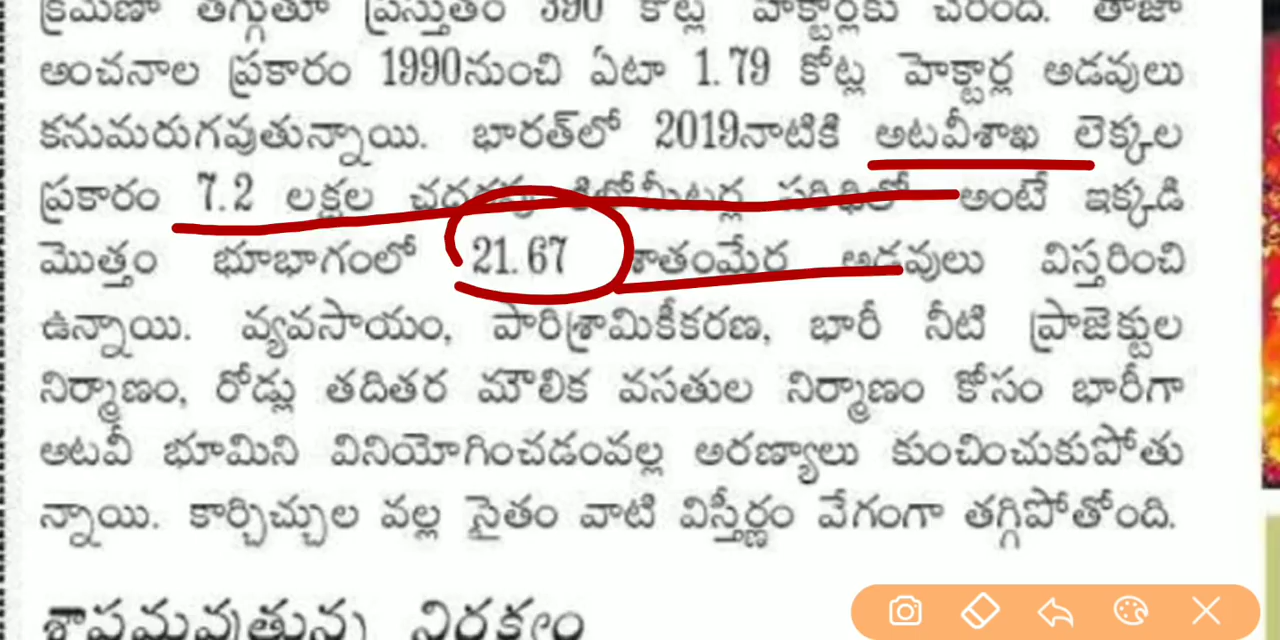 క్రమేణా తగ్గుతూ ప్రస్తుతం 390 కోట్ల హెక్టార్లకు చేరింది. తాజా
అంచనాల ప్రకారం 1990నుంచి ఏటా 1.79 కోట్ల హెక్టార్ల అడవులు
కనుమరుగవుతున్నాయి. భారత్‌లో 2019నాటికి అటవీశాఖ లెక్కల
ప్రకారం 7.2 లక్షల చదరపు కిలోమీటర్ల పరిధిలో అంటే ఇక్కడి
మొత్తం భూభాగంలో 21.67 శాతంమేర అడవులు విస్తరించి
ఉన్నాయి. వ్యవసాయం, పారిశ్రామికీకరణ, భారీ నీటి ప్రాజెక్టుల
నిర్మాణం, రోడ్లు తదితర మౌలిక వసతుల నిర్మాణం కోసం భారీగా
అటవీ భూమిని వినియోగించడంవల్ల అరణ్యాలు కుంచించుకుపోతు
న్నాయి. కార్చిచ్చుల వల్ల సైతం వాటి విస్తీర్ణం వేగంగా తగ్గిపోతోంది.
శాపమవుతున్న నిర్లక్ష్యం